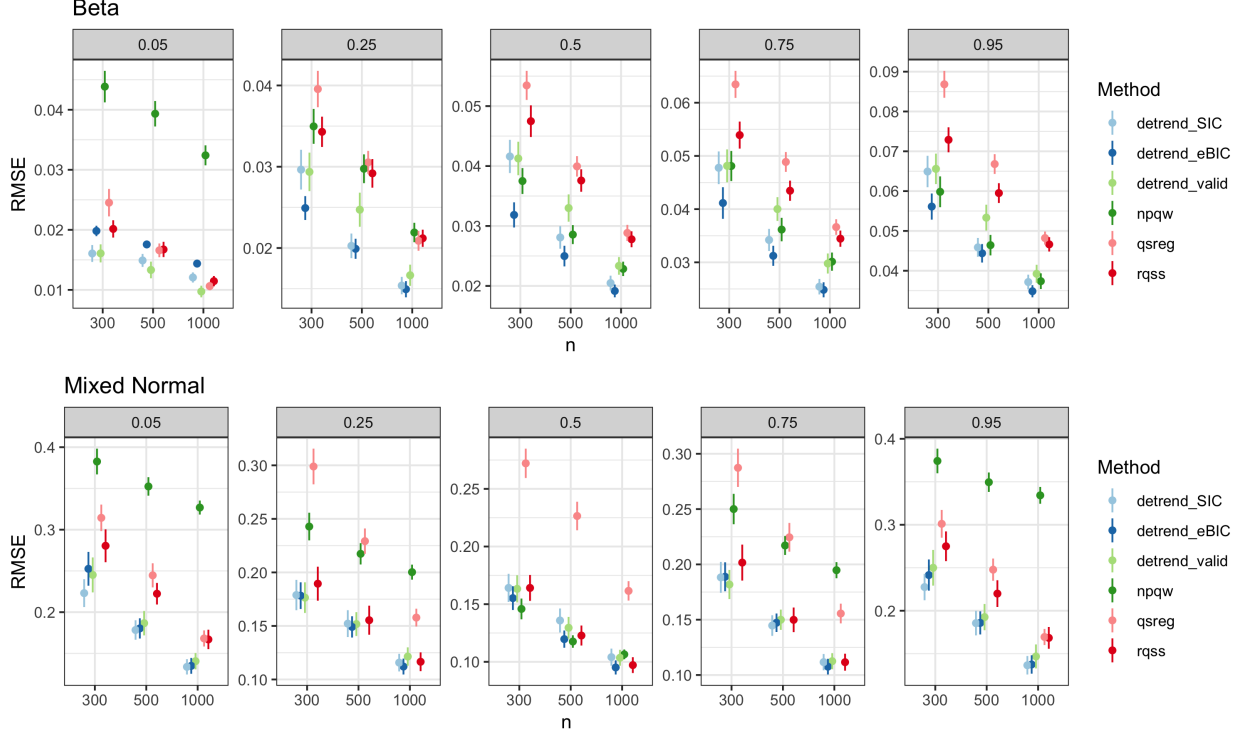 Beta
0.05 0.25 0.5 0.75 0.95
RMSE
0.04
0.03
0.02
0.01
0.04
0.03
0.02
0.05
0.04
0.03
0.02
0.06
0.05
0.04
0.03
0.09
0.08
0.07
0.06
0.05
0.04
300 500 1000 300 500 1000 300 500 1000 300 500 1000 300 500 1000
n
Method
detrend_SIC
detrend_eBIC
detrend_valid
npqw
qsreg
rqss
Mixed Normal
0.05 0.25 0.5 0.75 0.95
RMSE
0.4
0.3
0.2
0.30
0.25
0.20
0.15
0.10
0.25
0.20
0.15
0.10
0.30
0.25
0.20
0.15
0.10
0.4
0.3
0.2
300 500 1000 300 500 1000 300 500 1000 300 500 1000 300 500 1000
n
Method
detrend_SIC
detrend_eBIC
detrend_valid
npqw
qsreg
rqss